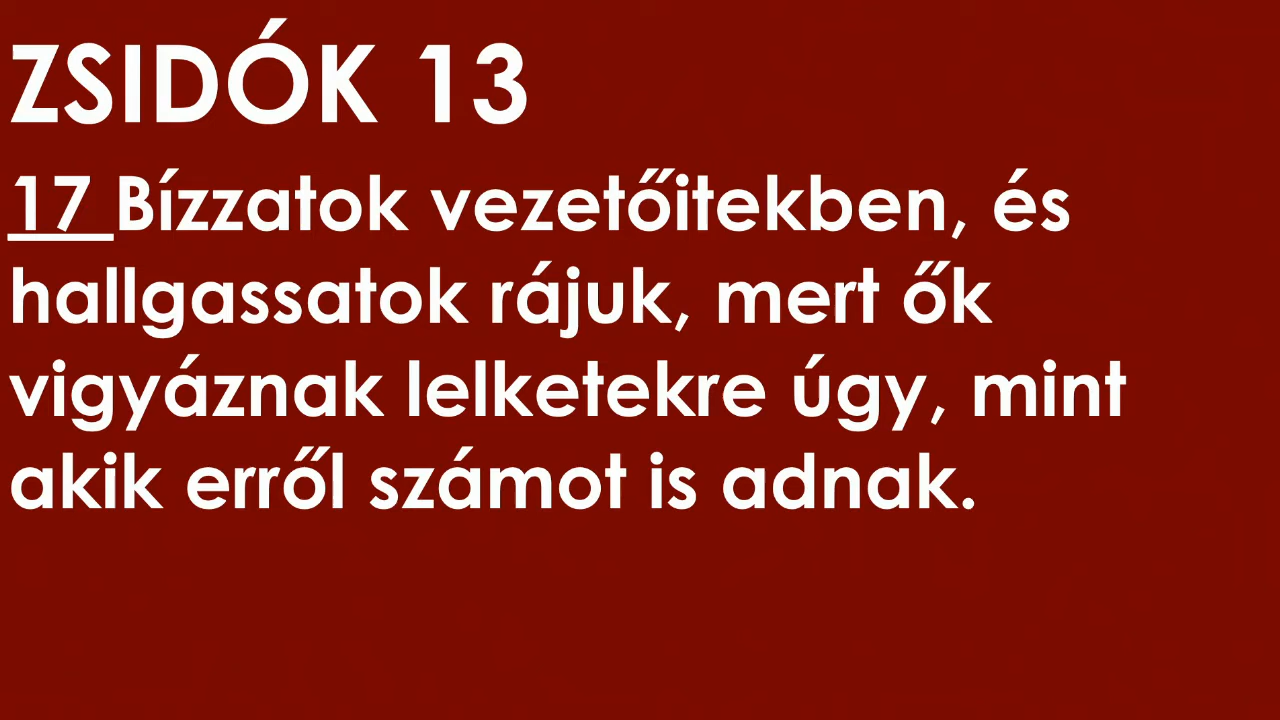 ZSIDÓK 13
17 Bízzatok vezetőitekben, és
hallgassatok rájuk, mert ők
vigyáznak lelketekre úgy, mint
akik erről számot is adnak.